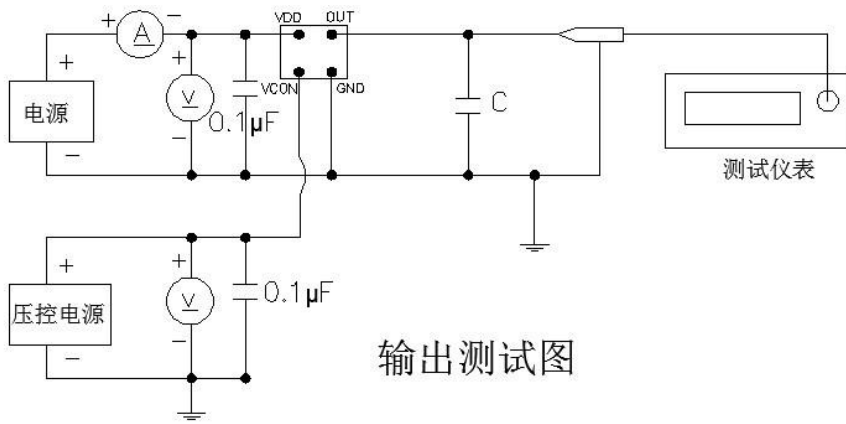 + A −
VDD OUT
+ + VCON GND
电源 V 0.1μF C
− −
测试仪表
+ +
压控电源 V 0.1μF
− −
输出测试图